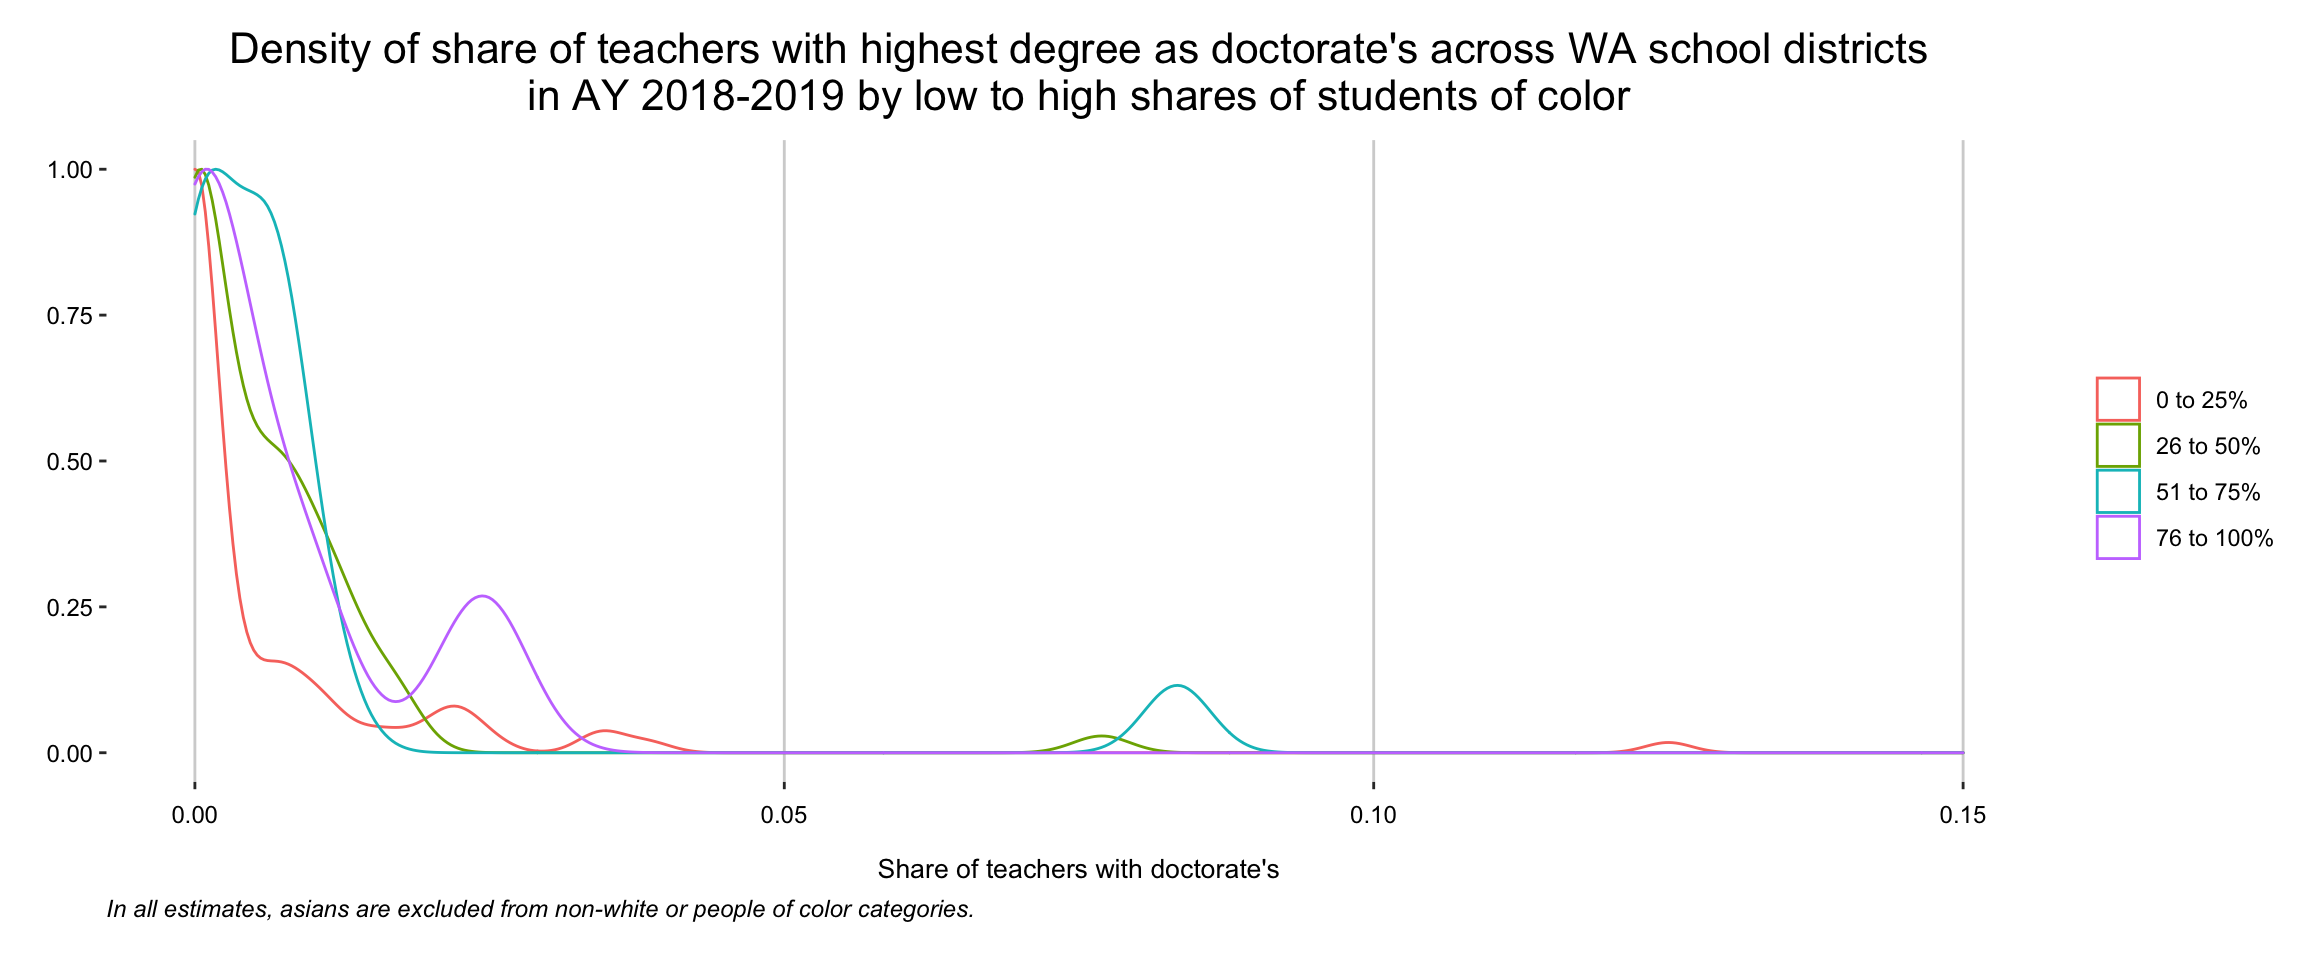 Density of share of teachers with highest degree as doctorate's across WA school districts
in AY 2018-2019 by low to high shares of students of color
1.00
0.75
0.50
0.25
0.00
0 to 25%
26 to 50%
51 to 75%
76 to 100%
0.00 0.05 0.10 0.15
Share of teachers with doctorate's
In all estimates, asians are excluded from non-white or people of color categories.